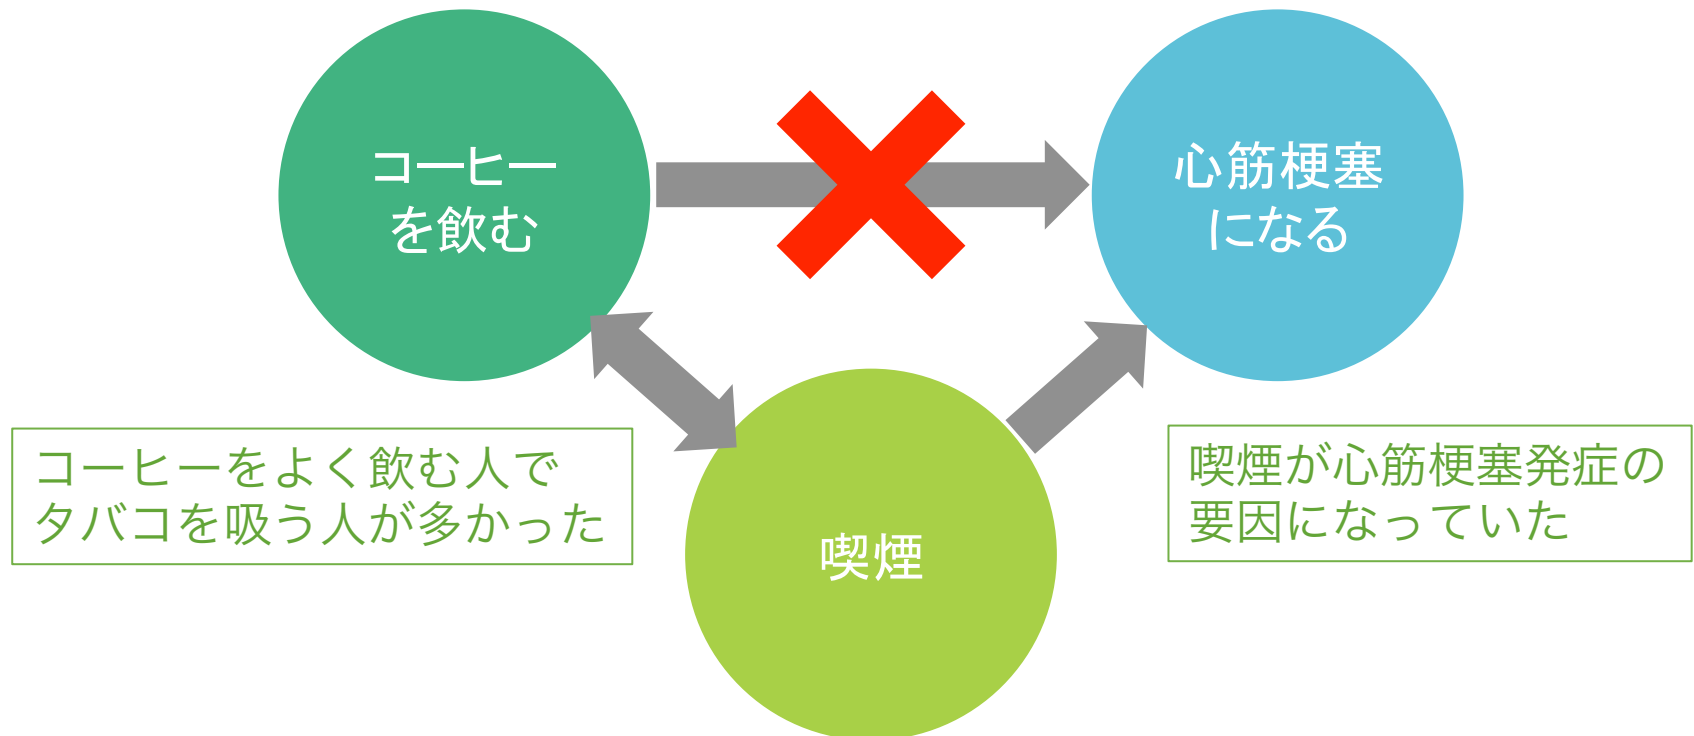 コーヒー
を飲む
心筋梗塞
になる
コーヒーをよく飲む人で
タバコを吸う人が多かった
喫煙
喫煙が心筋梗塞発症の
要因になっていた